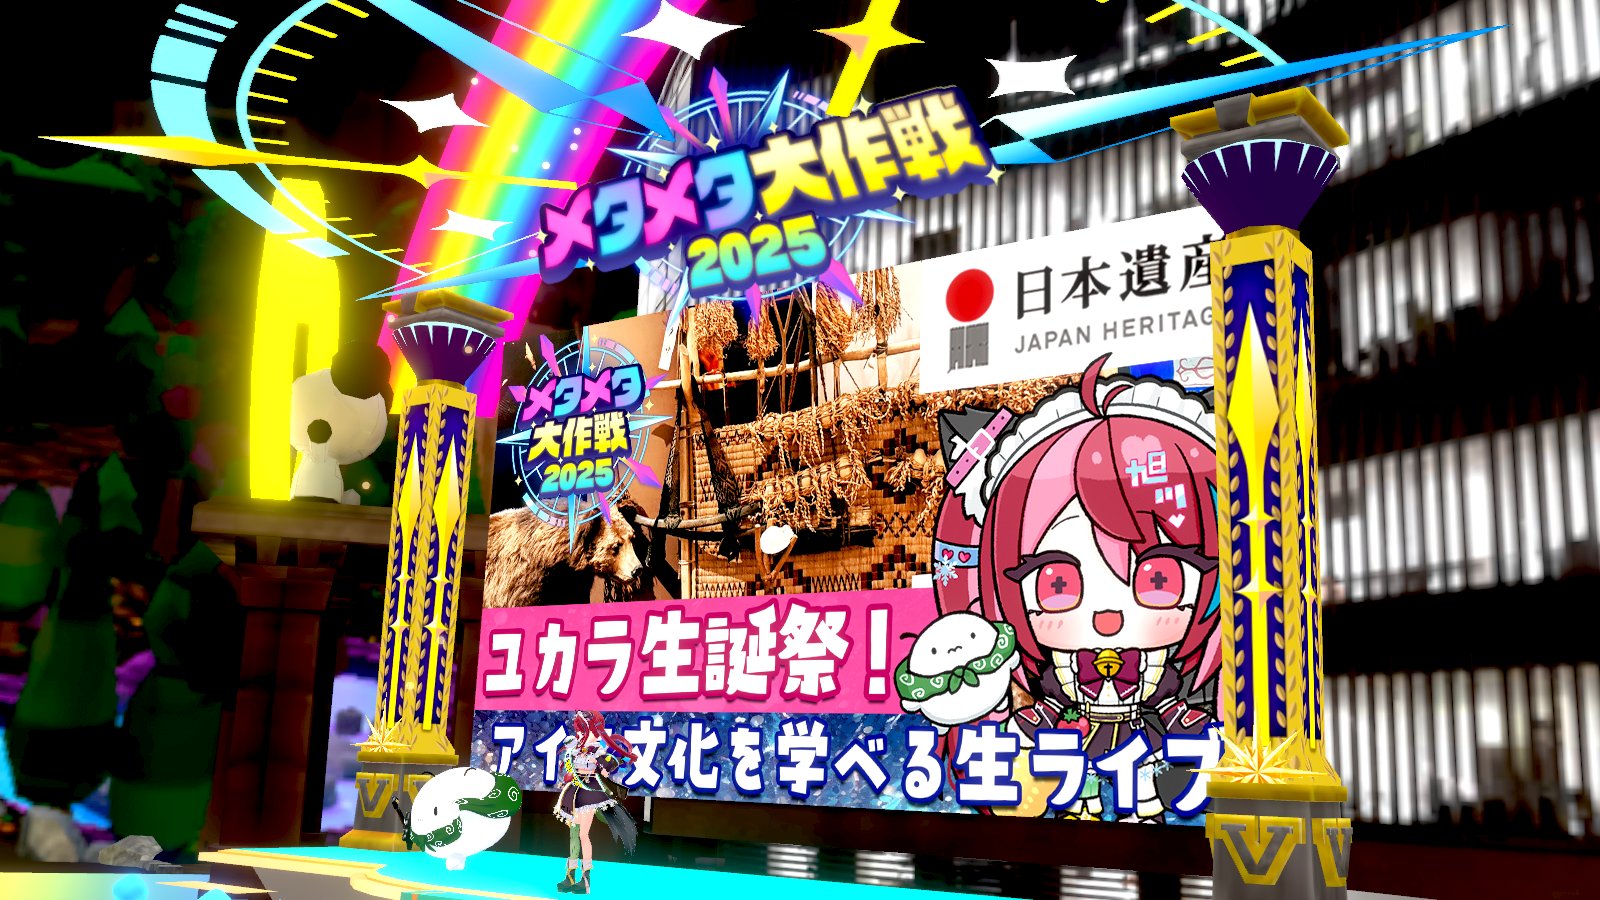 メタメタ大作戦
2025
日本遺産
JAPAN HERITAG
メタメタ
大作戦
2025
旭川
ユカラ生誕祭！
アイ 文化を学べる生ライブ
V
V